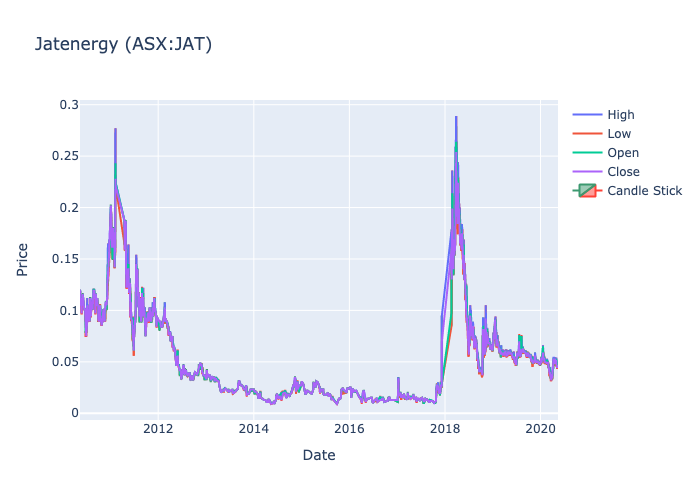 Jatenergy (ASX:JAT)
0.3
0.25
0.2
0.15
0.1
0.05
0
Price
2012
2014
2016
2018
2020
Date
High
Low
Open
Close
Candle Stick